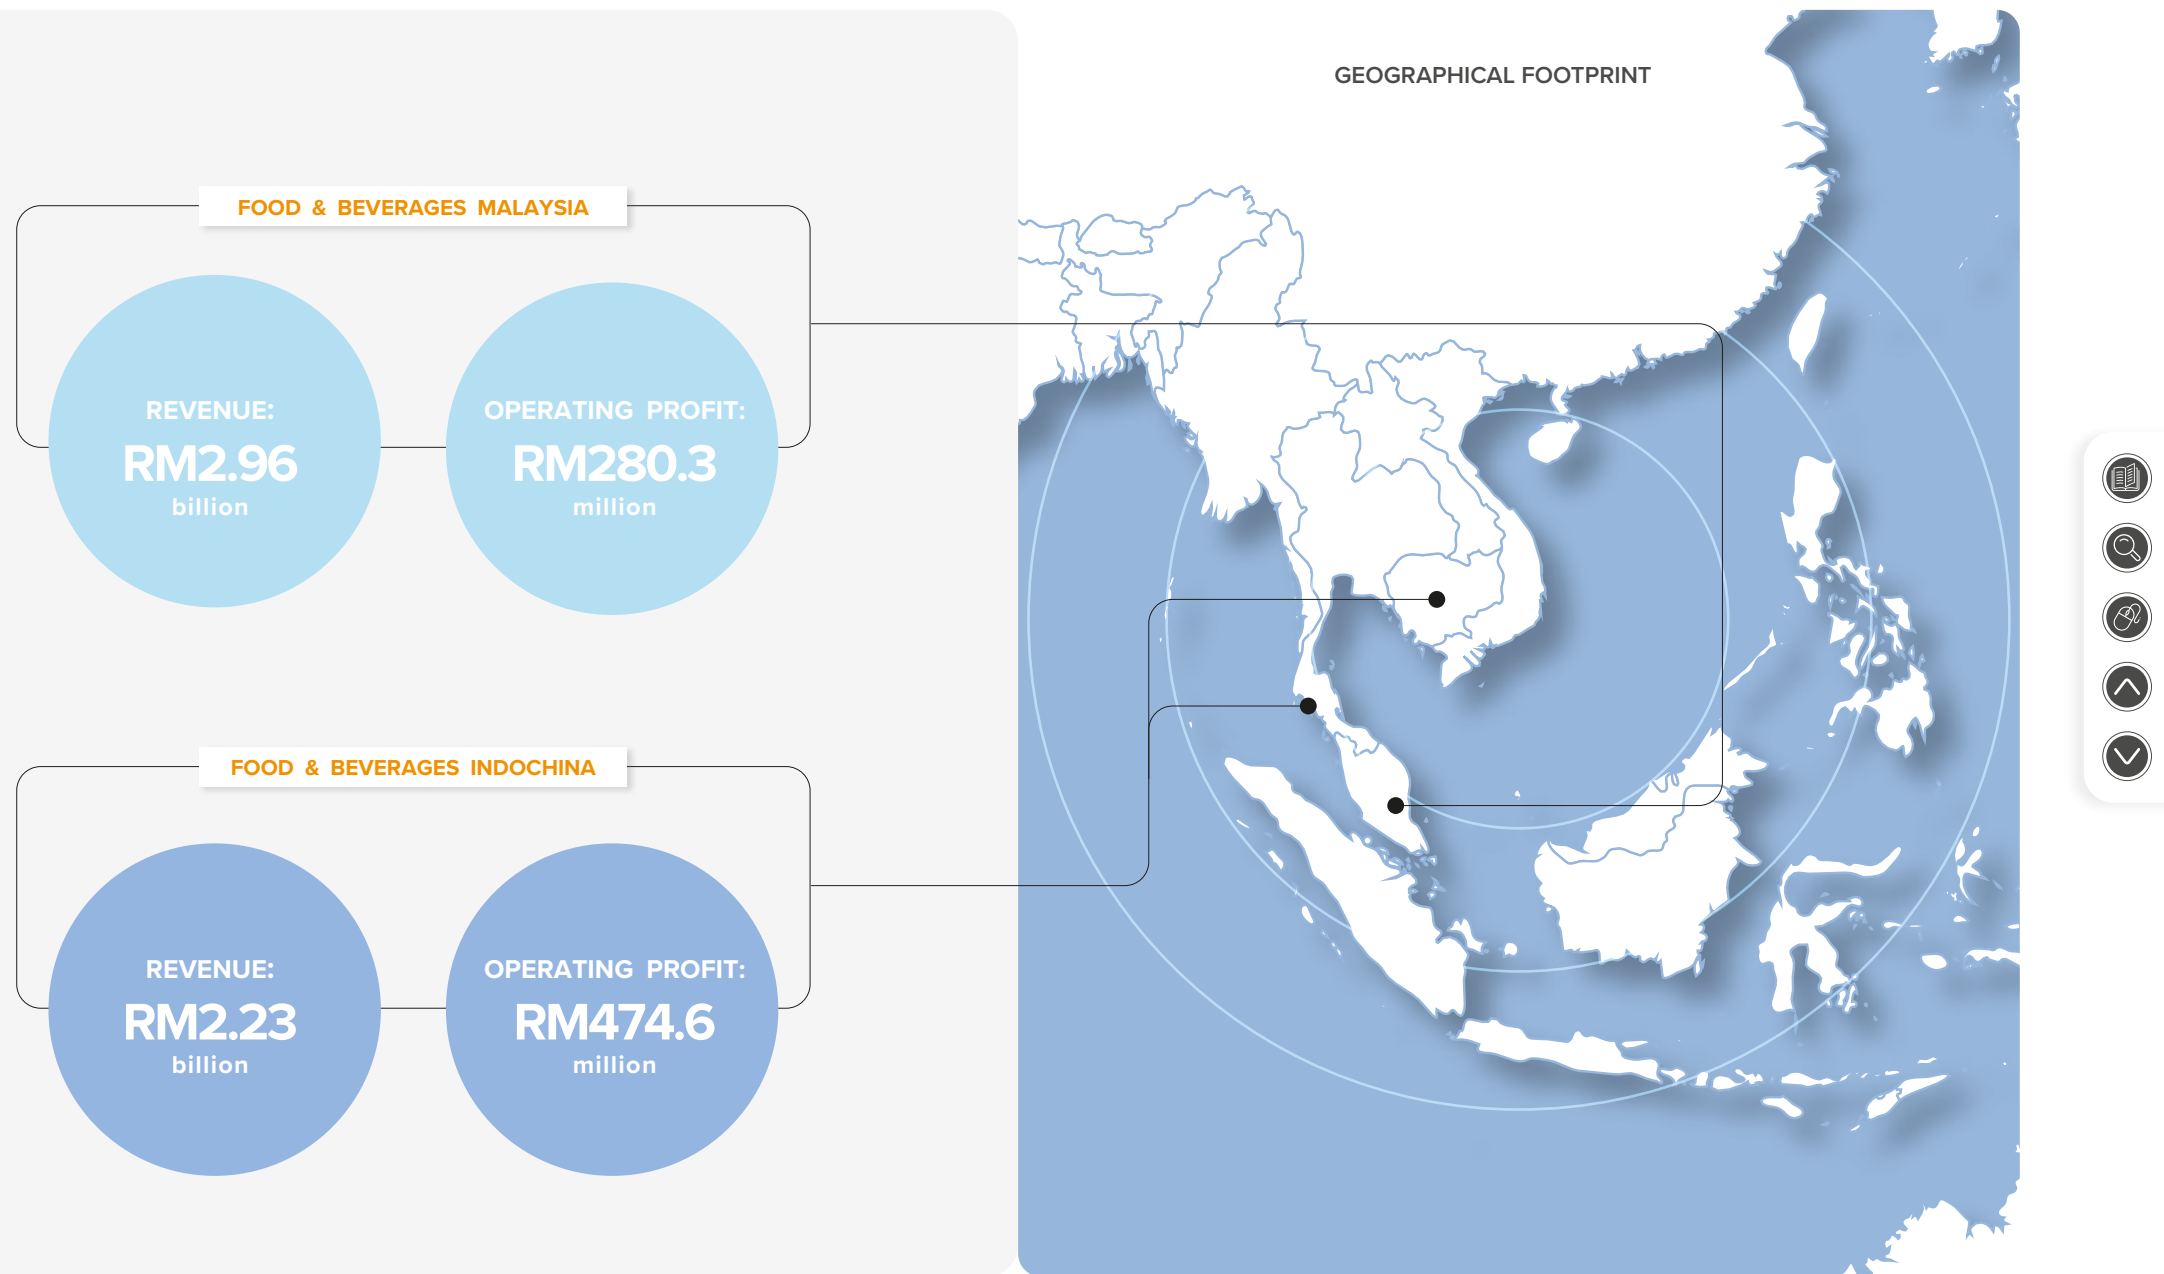 GEOGRAPHICAL FOOTPRINT
FOOD & BEVERAGES MALAYSIA
REVENUE:
RM2.96
billion
OPERATING PROFIT:
RM280.3
million
FOOD & BEVERAGES INDOCHINA
REVENUE:
RM2.23
billion
OPERATING PROFIT:
RM474.6
million